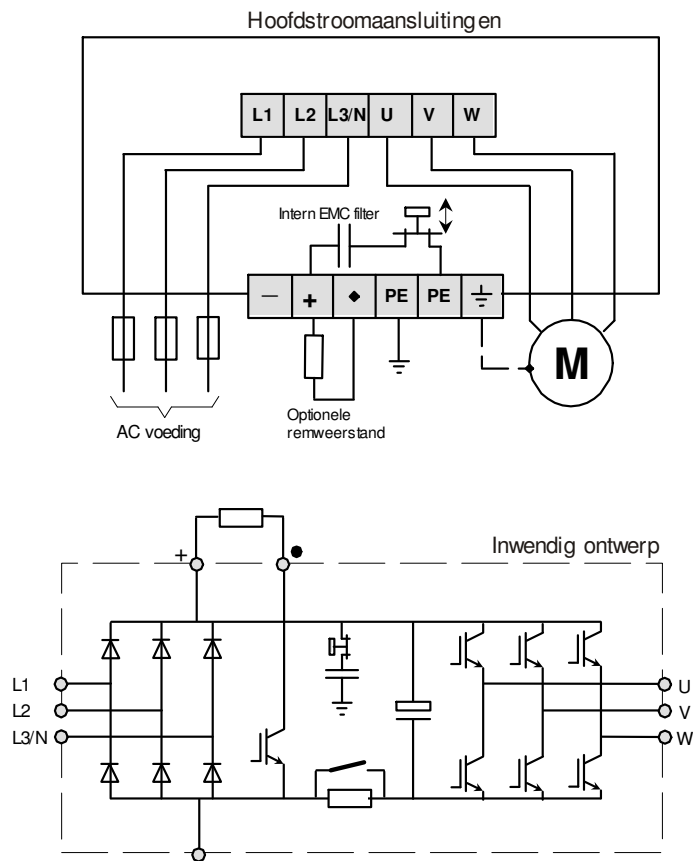 Hoofdstroomaansluitingen
L1 L2 L3/N U V W
Intern EMC filter
— + ◆ PE PE
M
AC voeding
Optionele
remweerstand
Inwendig ontwerp
+
L1
L2
L3/N
U
V
W